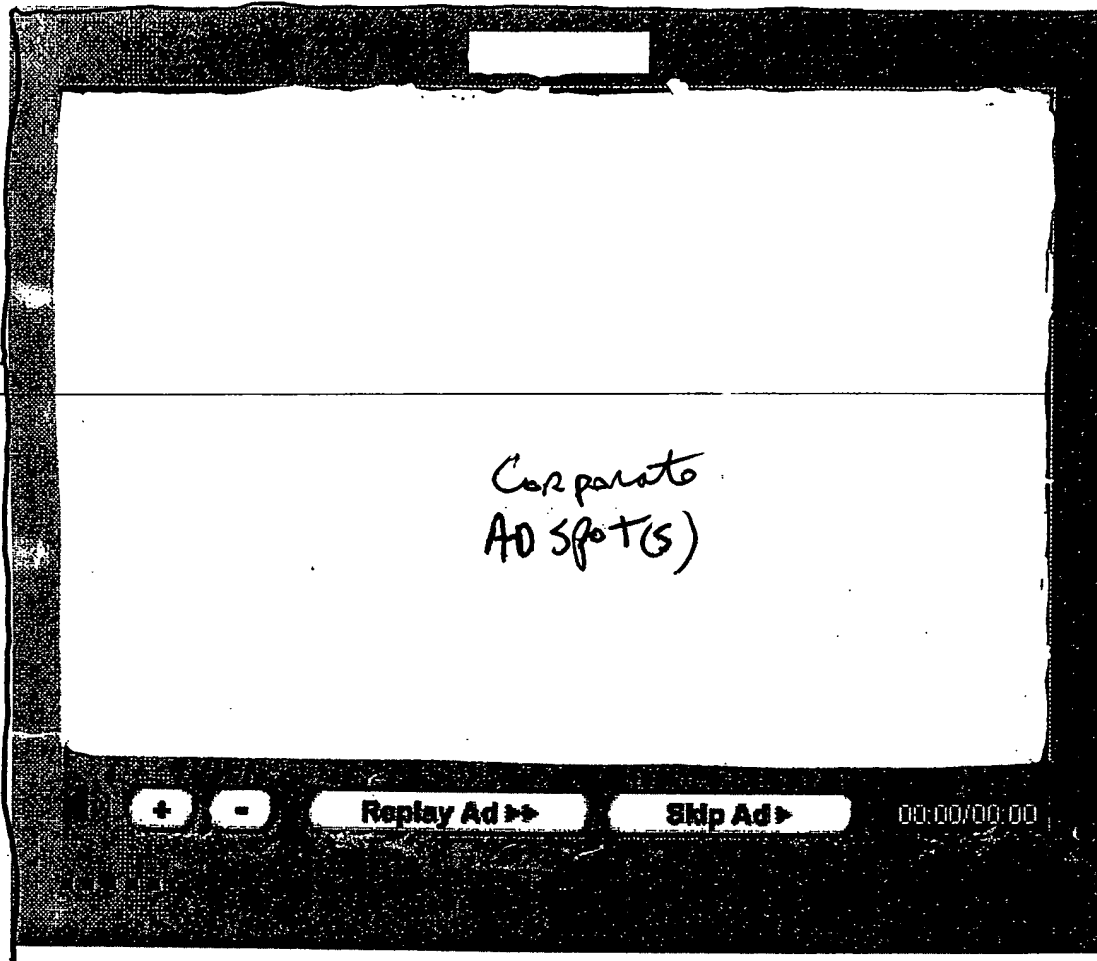 Corporate
AD Spot(s)
+ - Replay Ad ▶▶ Skip Ad ▶ 00:00/00:00